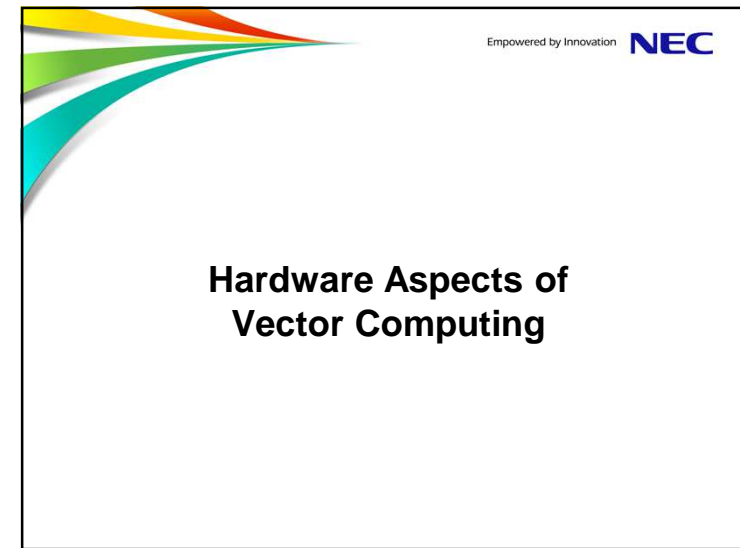 Empowered by Innovation NEC
Hardware Aspects of
Vector Computing